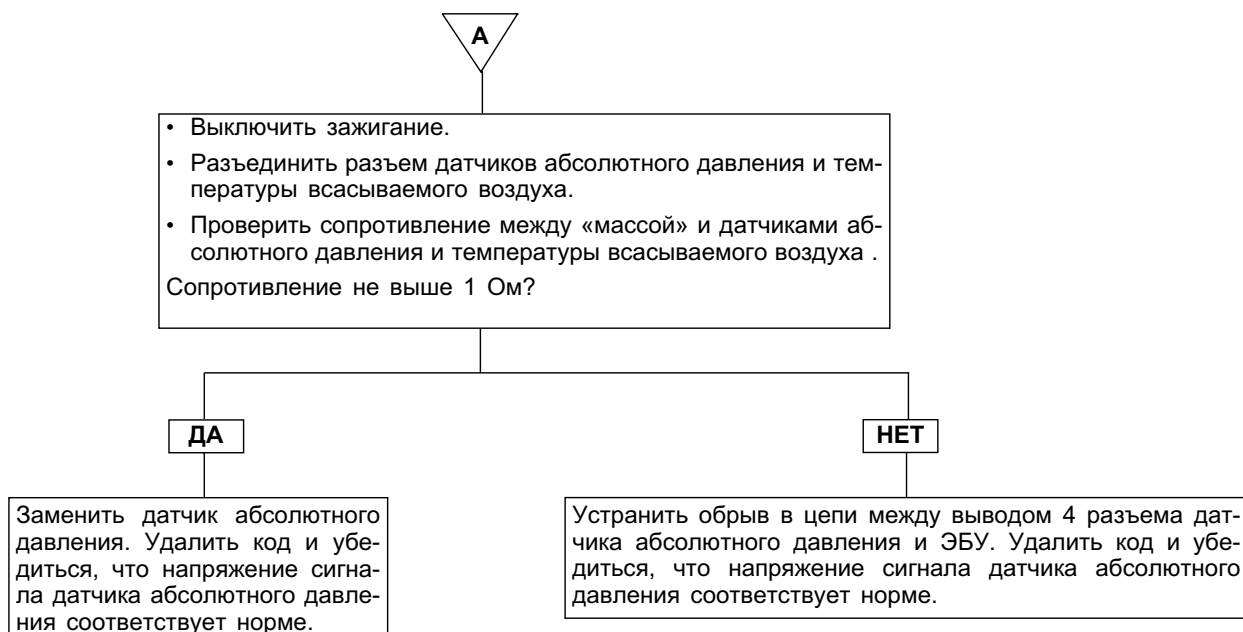 А
• Выключить зажигание.
• Разъединить разъем датчиков абсолютного давления и тем-
пературы всасываемого воздуха.
• Проверить сопротивление между «массой» и датчиками аб-
солютного давления и температуры всасываемого воздуха .
Сопротивление не выше 1 Ом?
ДА
НЕТ
Заменить датчик абсолютного
давления. Удалить код и убе-
диться, что напряжение сигна-
ла датчика абсолютного давле-
ния соответствует норме.
Устранить обрыв в цепи между выводом 4 разъема дат-
чика абсолютного давления и ЭБУ. Удалить код и убе-
диться, что напряжение сигнала датчика абсолютного
давления соответствует норме.